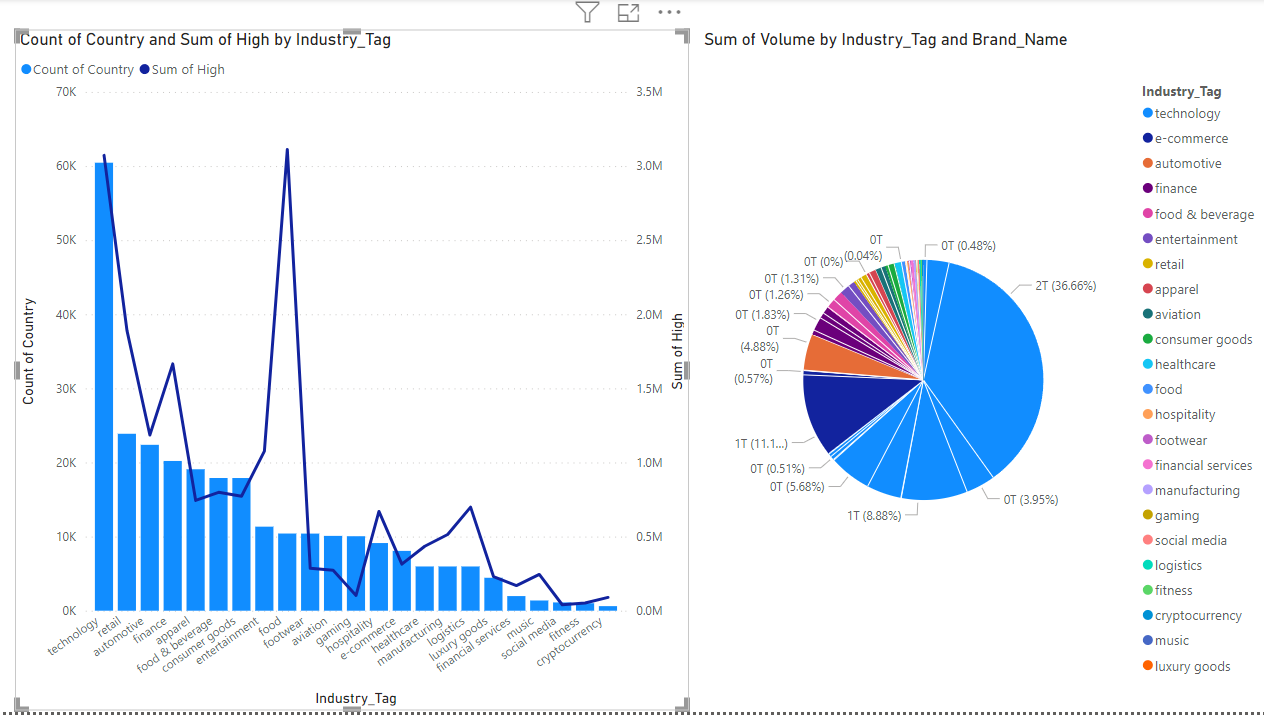 Count of Country and Sum of High by Industry_Tag
Count of Country
Sum of High
70K
60K
50K
40K
30K
20K
10K
0K
Count of Country
3.5M
3.0M
2.5M
2.0M
1.5M
1.0M
0.5M
0.0M
Sum of High
technology
retail
automotive
finance
apparel
food & beverage
consumer goods
entertainment
food
footwear
aviation
gaming
hospitality
e-commerce
healthcare
manufacturing
logistics
luxury goods
financial services
music
social media
fitness
cryptocurrency
Industry_Tag
Sum of Volume by Industry_Tag and Brand_Name
0T (0.48%)
2T (36.66%)
0T (3.95%)
1T (8.88%)
0T (5.68%)
0T (0.51%)
1T (11.1...)
0T
(0.57%)
0T
(4.88%)
0T (1.83%)
0T (1.26%)
0T (1.31%)
0T (0%)
0T
(0.04%)
Industry_Tag
technology
e-commerce
automotive
finance
food & beverage
entertainment
retail
apparel
aviation
consumer goods
healthcare
food
hospitality
footwear
financial services
manufacturing
gaming
social media
logistics
fitness
cryptocurrency
music
luxury goods